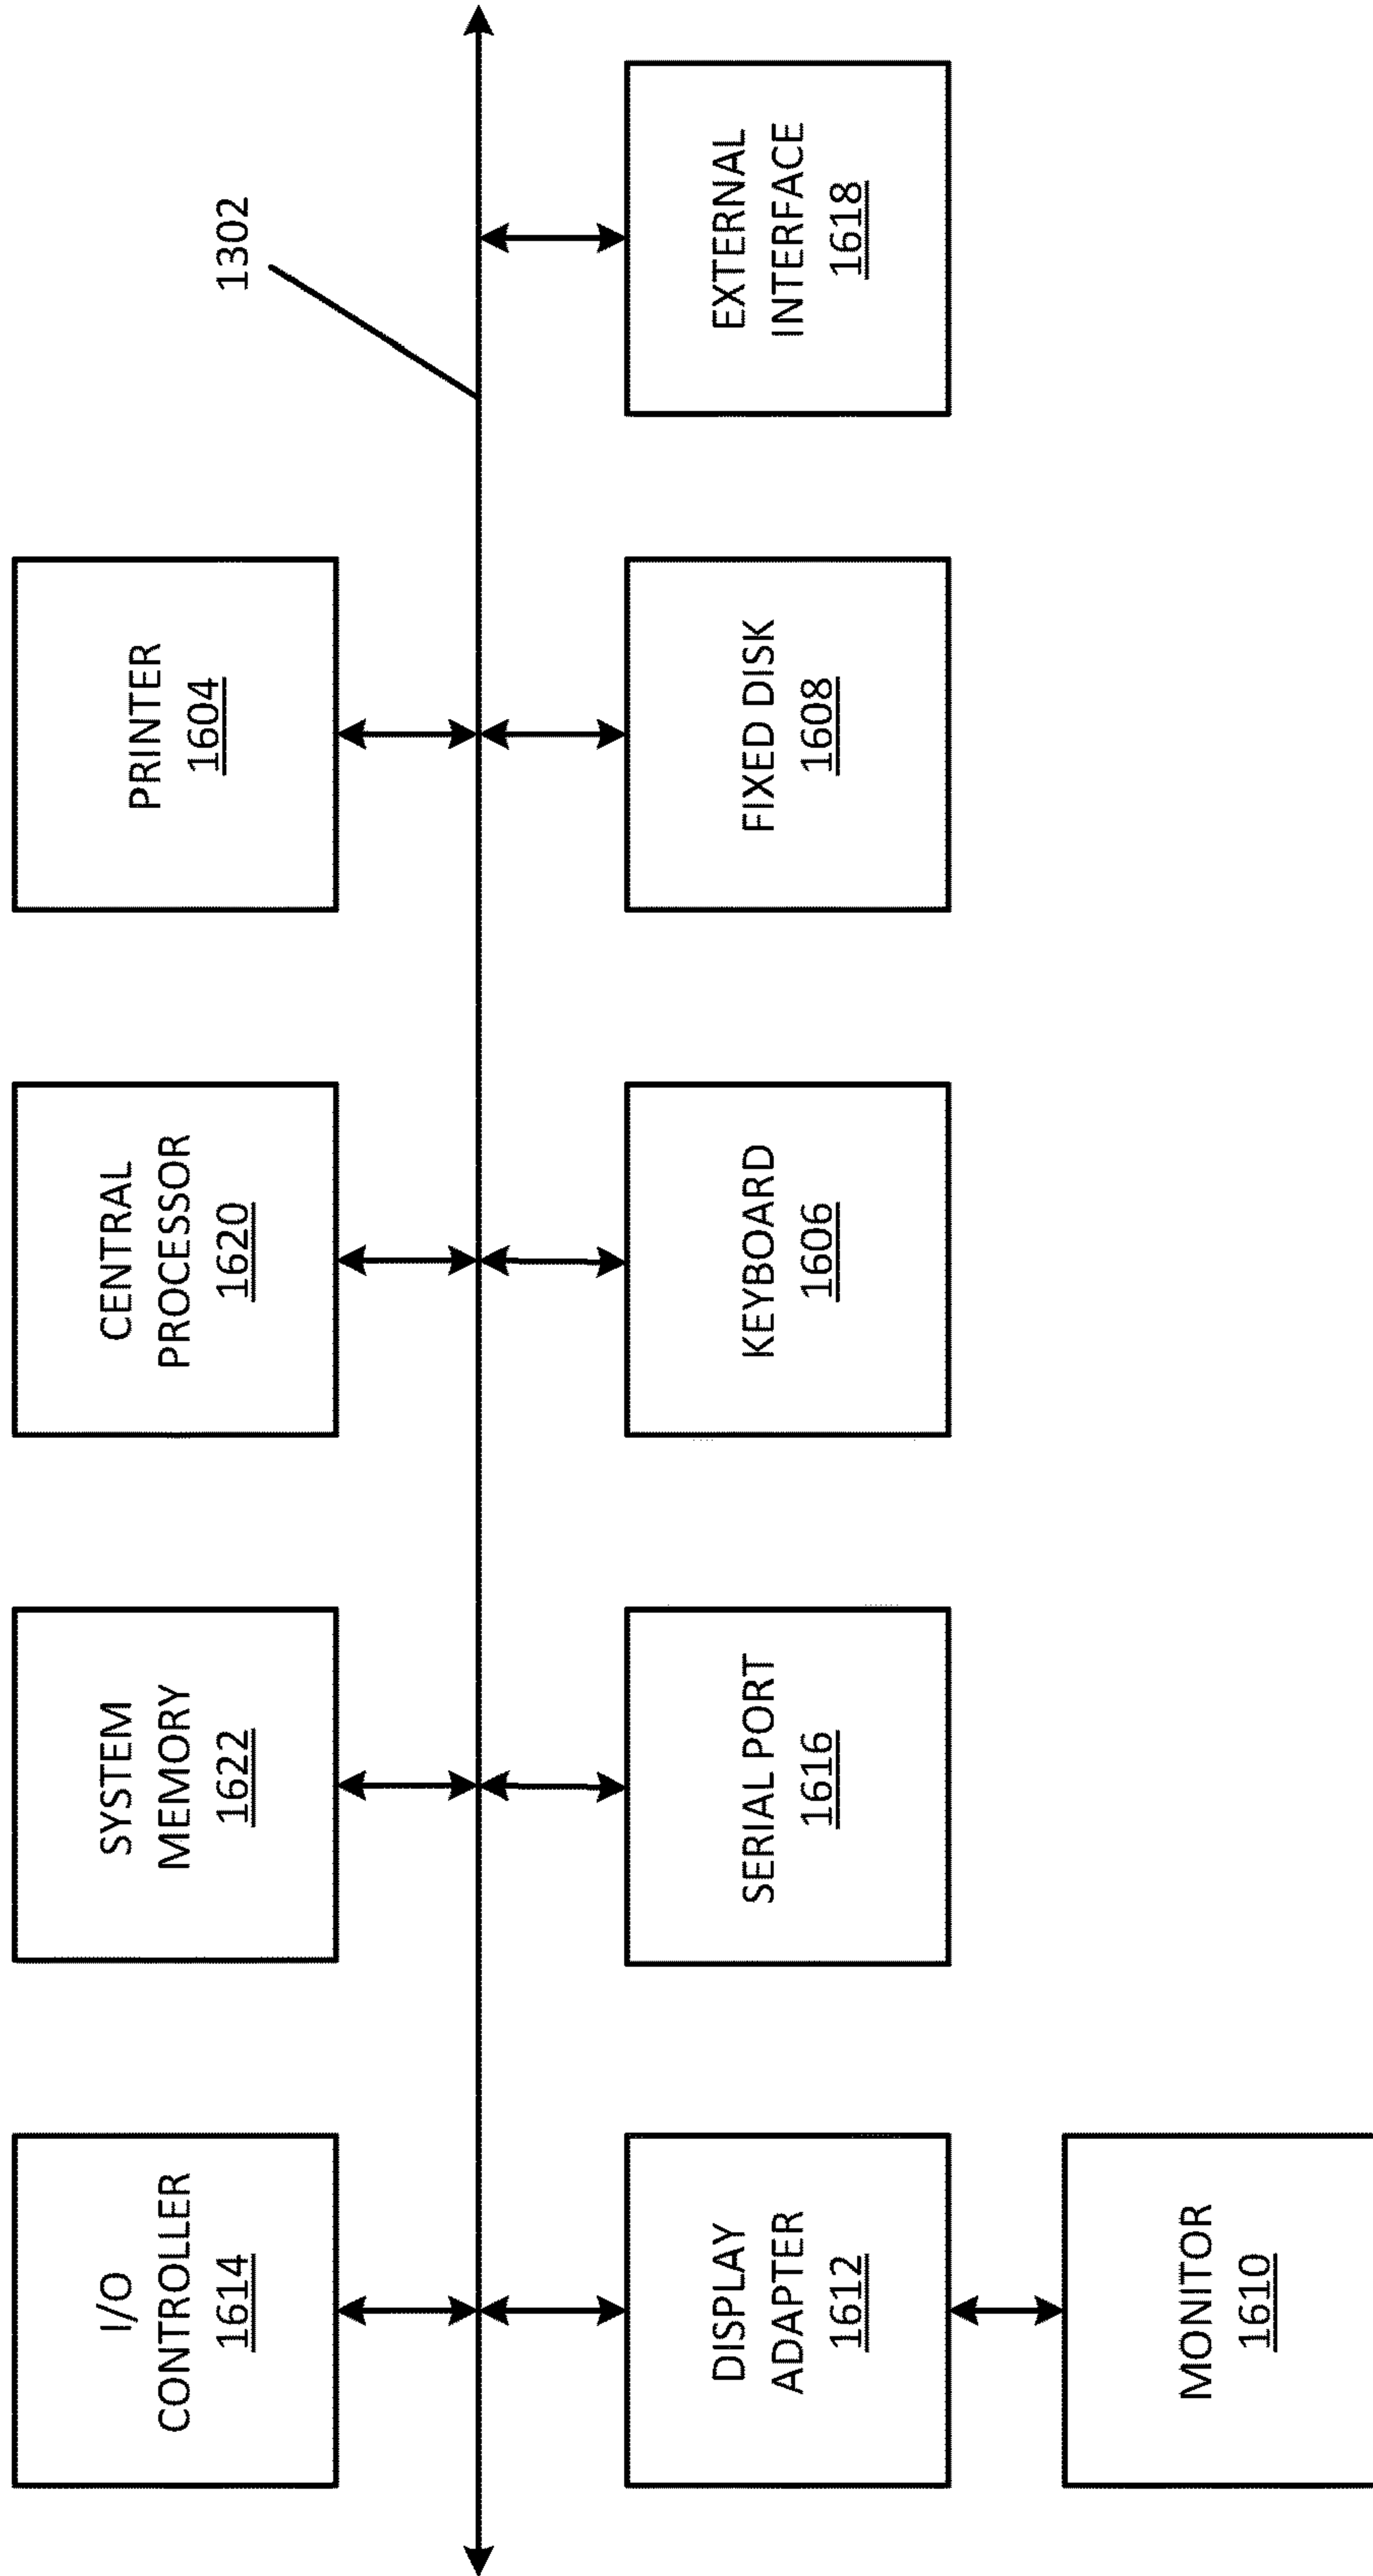 I/O
CONTROLLER
1614
SYSTEM
MEMORY
1622
CENTRAL
PROCESSOR
1620
PRINTER
1604
1302
DISPLAY
ADAPTER
1612
SERIAL PORT
1616
KEYBOARD
1606
FIXED DISK
1608
EXTERNAL
INTERFACE
1618
MONITOR
1610